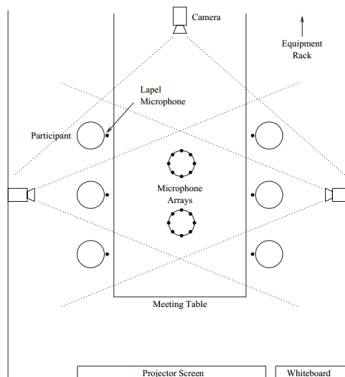 Camera
Equipment
Rack
Lapel
Microphone
Participant
Microphone
Arrays
Meeting Table
Projector Screen
Whiteboard